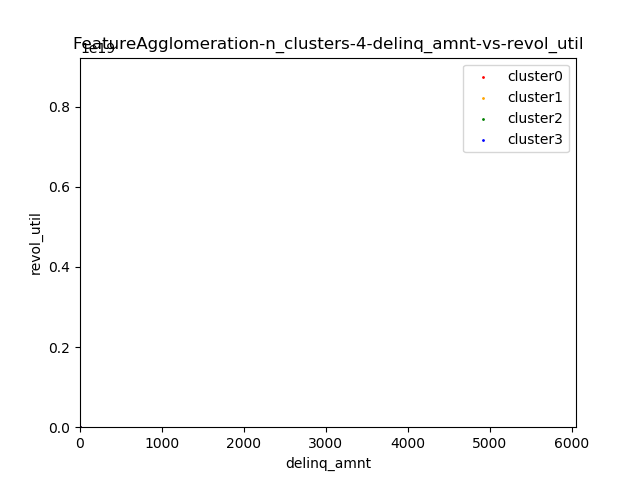 FeatureAgglomeration-n_clusters-4-delinq_amnt-vs-revol_util
1e19
cluster0
cluster1
cluster2
cluster3
0.8
0.6
0.4
0.2
0.0
revol_util
0 1000 2000 3000 4000 5000 6000
delinq_amnt